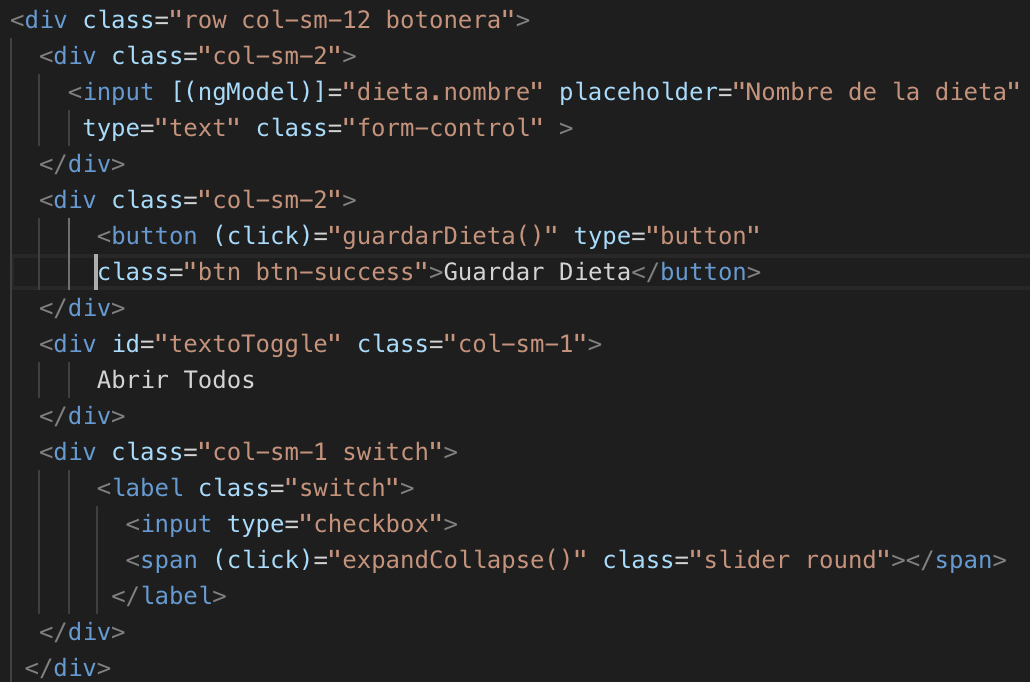 <div class="row col-sm-12 botonera">
<div class="col-sm-2">
<input [(ngModel)]="dieta.nombre" placeholder="Nombre de la dieta"
type="text" class="form-control" >
</div>
<div class="col-sm-2">
<button (click)="guardarDieta()" type="button"
class="btn btn-success">Guardar Dieta</button>
</div>
<div id="textoToggle" class="col-sm-1">
Abrir Todos
</div>
<div class="col-sm-1 switch">
<label class="switch">
<input type="checkbox">
<span (click)="expandCollapse()" class="slider round"></span>
</label>
</div>
</div>